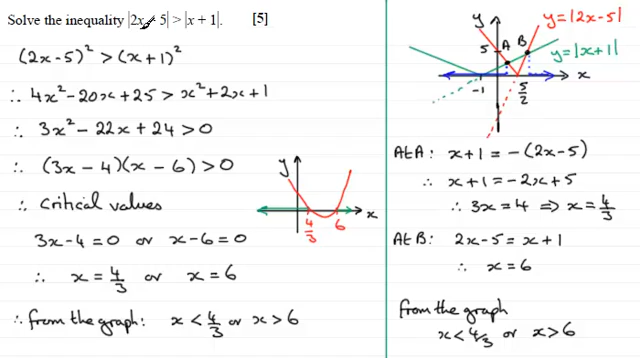 Solve the inequality |2x − 5| > |x + 1|. [5]
(2x-5)² > (x+1)²
∴ 4x²-20x+25 > x²+2x+1
∴ 3x²-22x+24 > 0
∴ (3x-4)(x-6) > 0
∴ critical values
3x-4=0 or x-6=0
∴ x = 4/3 or x = 6
∴ from the graph: x < 4/3 or x > 6
y
x
4/3
6
y
y=|2x-5|
y=|x+1|
5
A
B
x
-1
5/2
At A: x+1 = -(2x-5)
∴ x+1 = -2x+5
∴ 3x=4 ⟹ x=4/3
At B: 2x-5 = x+1
∴ x = 6
from the graph
x < 4/3 or x > 6